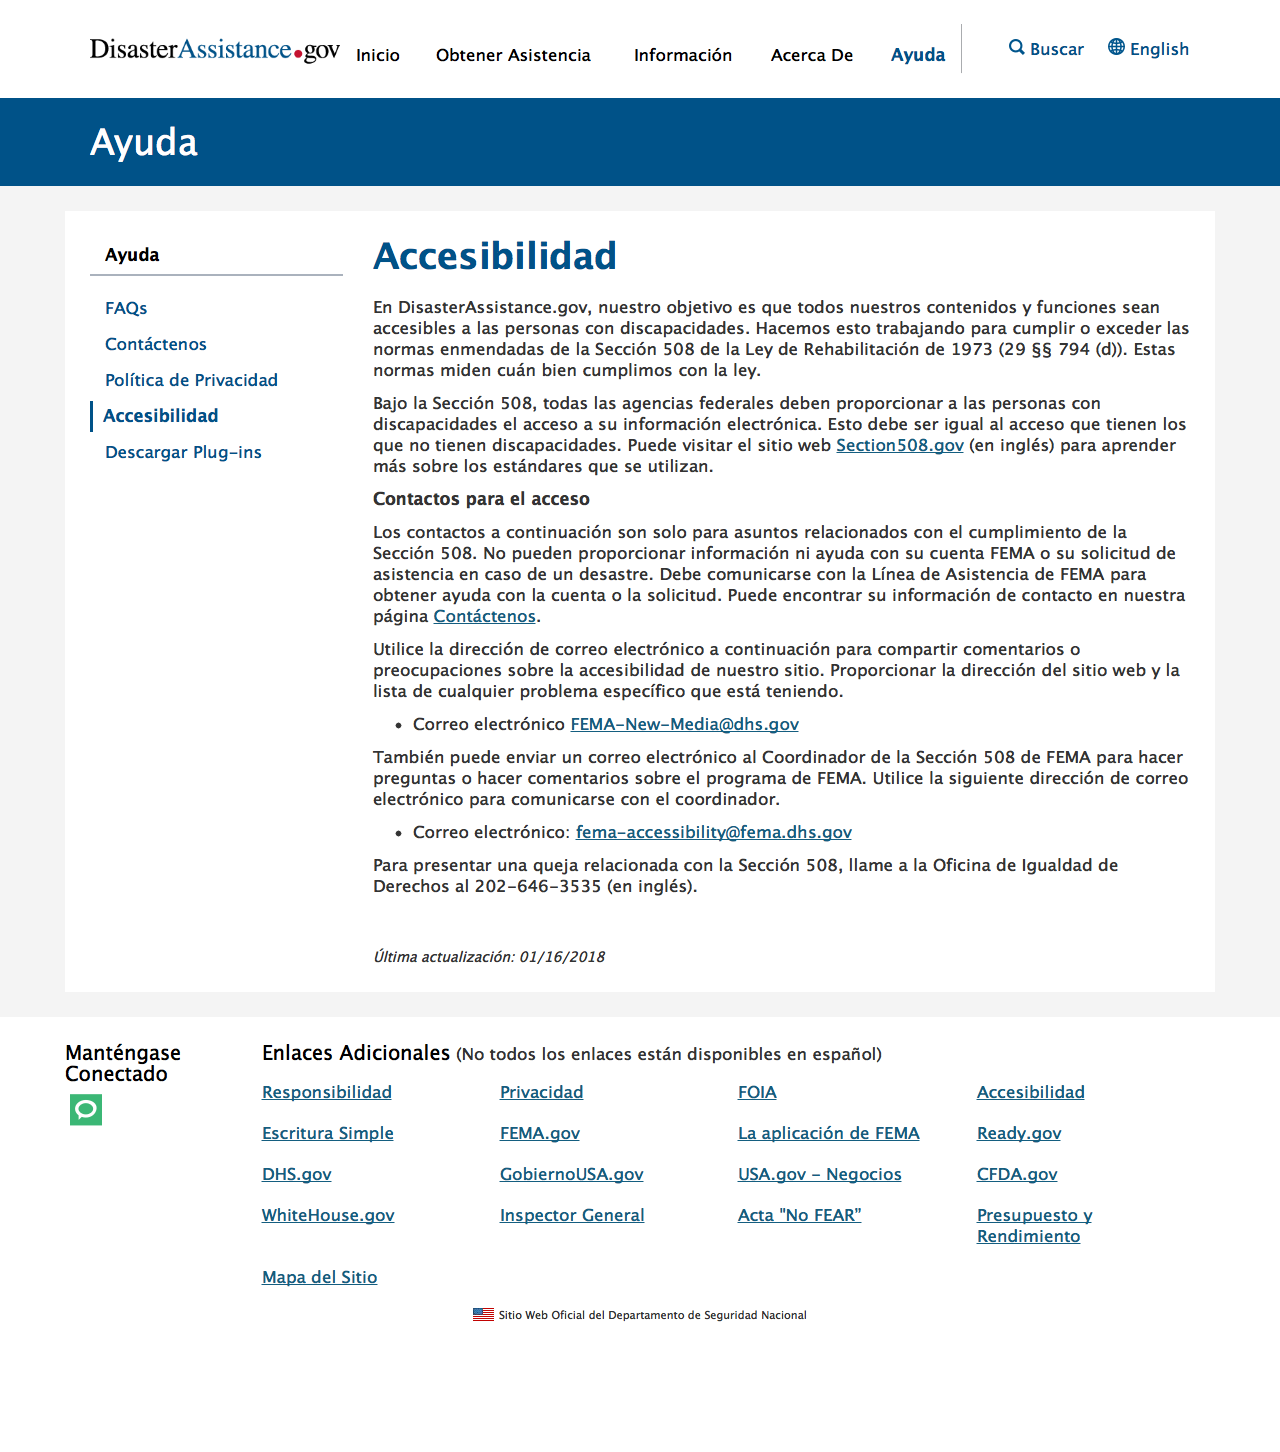 DisasterAssistance.gov
Inicio
Obtener Asistencia
Información
Acerca De
Ayuda
Buscar
English
Ayuda
Ayuda
FAQs
Contáctenos
Política de Privacidad
Accesibilidad
Descargar Plug-ins
Accesibilidad
En DisasterAssistance.gov, nuestro objetivo es que todos nuestros contenidos y funciones sean
accesibles a las personas con discapacidades. Hacemos esto trabajando para cumplir o exceder las
normas enmendadas de la Sección 508 de la Ley de Rehabilitación de 1973 (29 §§ 794 (d)). Estas
normas miden cuán bien cumplimos con la ley.
Bajo la Sección 508, todas las agencias federales deben proporcionar a las personas con
discapacidades el acceso a su información electrónica. Esto debe ser igual al acceso que tienen los
que no tienen discapacidades. Puede visitar el sitio web Section508.gov (en inglés) para aprender
más sobre los estándares que se utilizan.
Contactos para el acceso
Los contactos a continuación son solo para asuntos relacionados con el cumplimiento de la
Sección 508. No pueden proporcionar información ni ayuda con su cuenta FEMA o su solicitud de
asistencia en caso de un desastre. Debe comunicarse con la Línea de Asistencia de FEMA para
obtener ayuda con la cuenta o la solicitud. Puede encontrar su información de contacto en nuestra
página Contáctenos.
Utilice la dirección de correo electrónico a continuación para compartir comentarios o
preocupaciones sobre la accesibilidad de nuestro sitio. Proporcionar la dirección del sitio web y la
lista de cualquier problema específico que está teniendo.
• Correo electrónico FEMA-New-Media@dhs.gov
También puede enviar un correo electrónico al Coordinador de la Sección 508 de FEMA para hacer
preguntas o hacer comentarios sobre el programa de FEMA. Utilice la siguiente dirección de correo
electrónico para comunicarse con el coordinador.
• Correo electrónico: fema-accessibility@fema.dhs.gov
Para presentar una queja relacionada con la Sección 508, llame a la Oficina de Igualdad de
Derechos al 202-646-3535 (en inglés).
Última actualización: 01/16/2018
Manténgase
Conectado
Enlaces Adicionales (No todos los enlaces están disponibles en español)
Responsibilidad
Privacidad
FOIA
Accesibilidad
Escritura Simple
FEMA.gov
La aplicación de FEMA
Ready.gov
DHS.gov
GobiernoUSA.gov
USA.gov - Negocios
CFDA.gov
WhiteHouse.gov
Inspector General
Acta "No FEAR”
Presupuesto y
Rendimiento
Mapa del Sitio
Sitio Web Oficial del Departamento de Seguridad Nacional